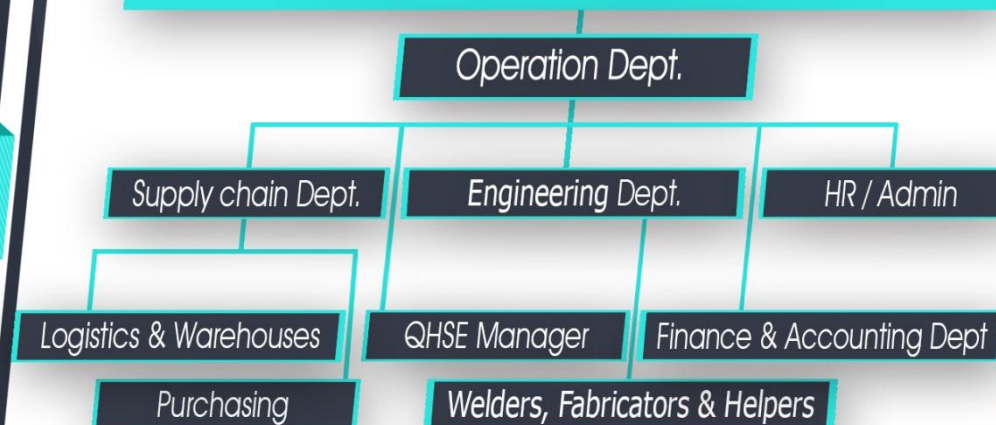 Operation Dept.
Supply chain Dept.
Engineering Dept.
HR / Admin
Logistics & Warehouses
QHSE Manager
Finance & Accounting Dept
Purchasing
Welders, Fabricators & Helpers